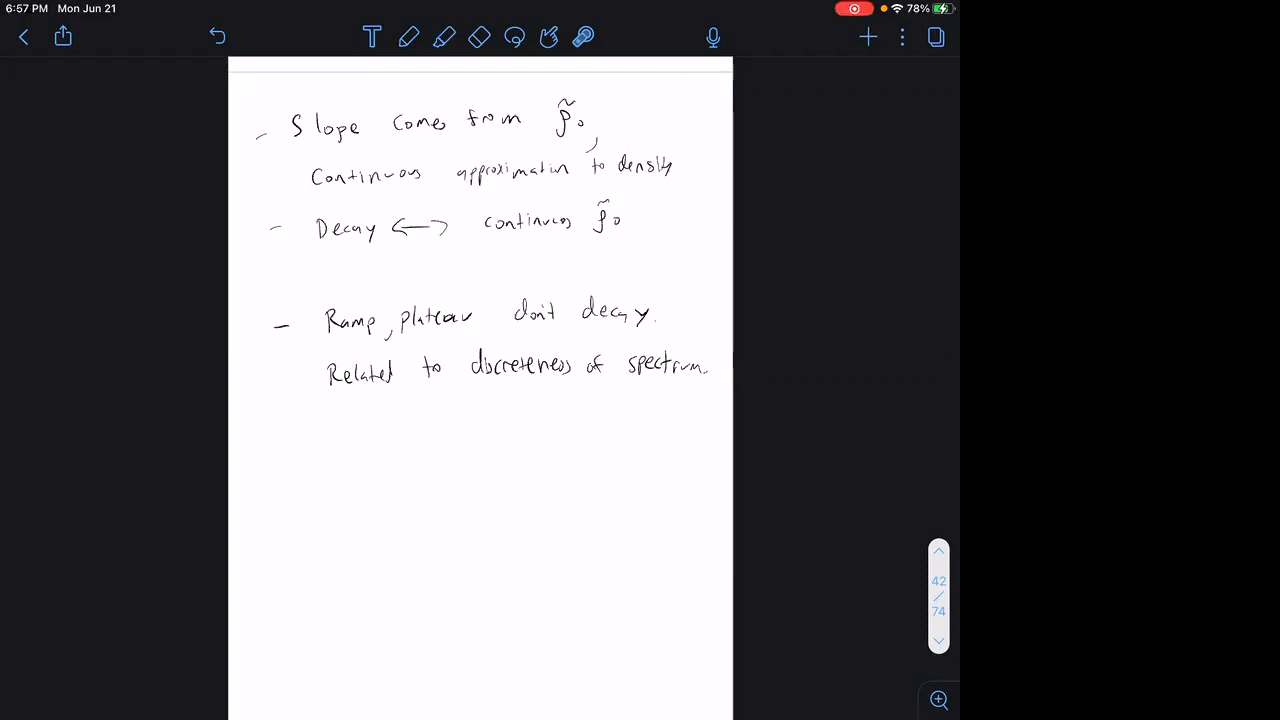 6:57 PM Mon Jun 21
78%
- Slope comes from ρ̃₀,
Continuous approximation to density
- Decay ⟷ continuous ρ̃₀
- Ramp, plateau don't decay.
Related to discreteness of spectrum.
42
/
74